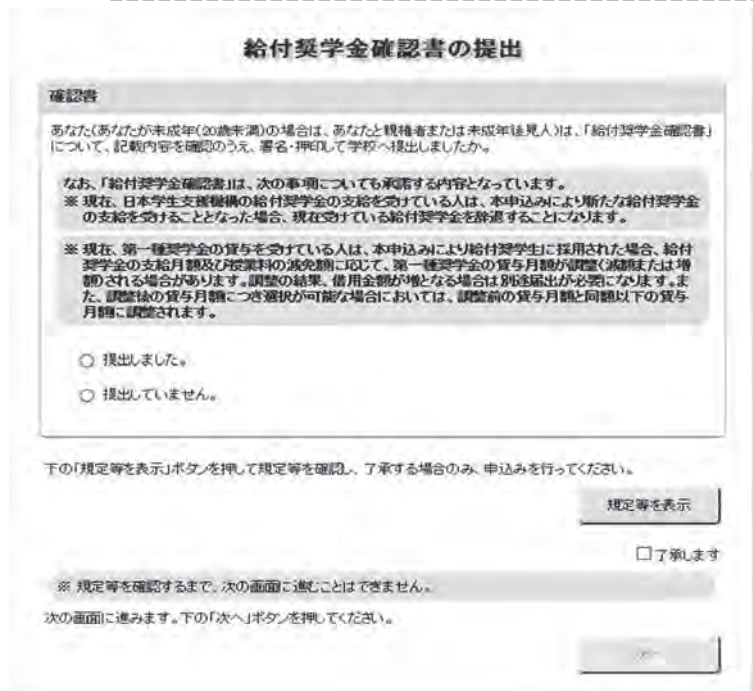 給付奨学金確認書の提出
確認書
あなた(あなたが未成年(20歳未満)の場合は、あなたと親権者または未成年後見人)は、「給付奨学金確認書」
について、記載内容を確認のうえ、署名・押印して学校へ提出しましたか。
なお、「給付奨学金確認書」は、次の事項についても承諾する内容となっています。
※ 現在、日本学生支援機構の給付奨学金の支給を受けている人は、本申込みにより新たな給付奨学金
の支給を受けることとなった場合、現在受けている給付奨学金を辞退することになります。
※ 現在、第一種奨学金の貸与を受けている人は、本申込みにより給付奨学生に採用された場合、給付
奨学金の支給月額及び授業料の減免額に応じて、第一種奨学金の貸与月額が調整(減額または増
額)される場合があります。調整の結果、借用金額が増となる場合は別途届出が必要になります。ま
た、調整後の貸与月額につき選択が可能な場合においては、調整前の貸与月額と同額以下の貸与
月額に調整されます。
○ 提出しました。
○ 提出していません。
下の「規定等を表示」ボタンを押して規定等を確認し、了承する場合のみ、申込みを行ってください。
規定等を表示
□了承します
※ 規定等を確認するまで、次の画面に進むことはできません。
次の画面に進みます。下の「次へ」ボタンを押してください。